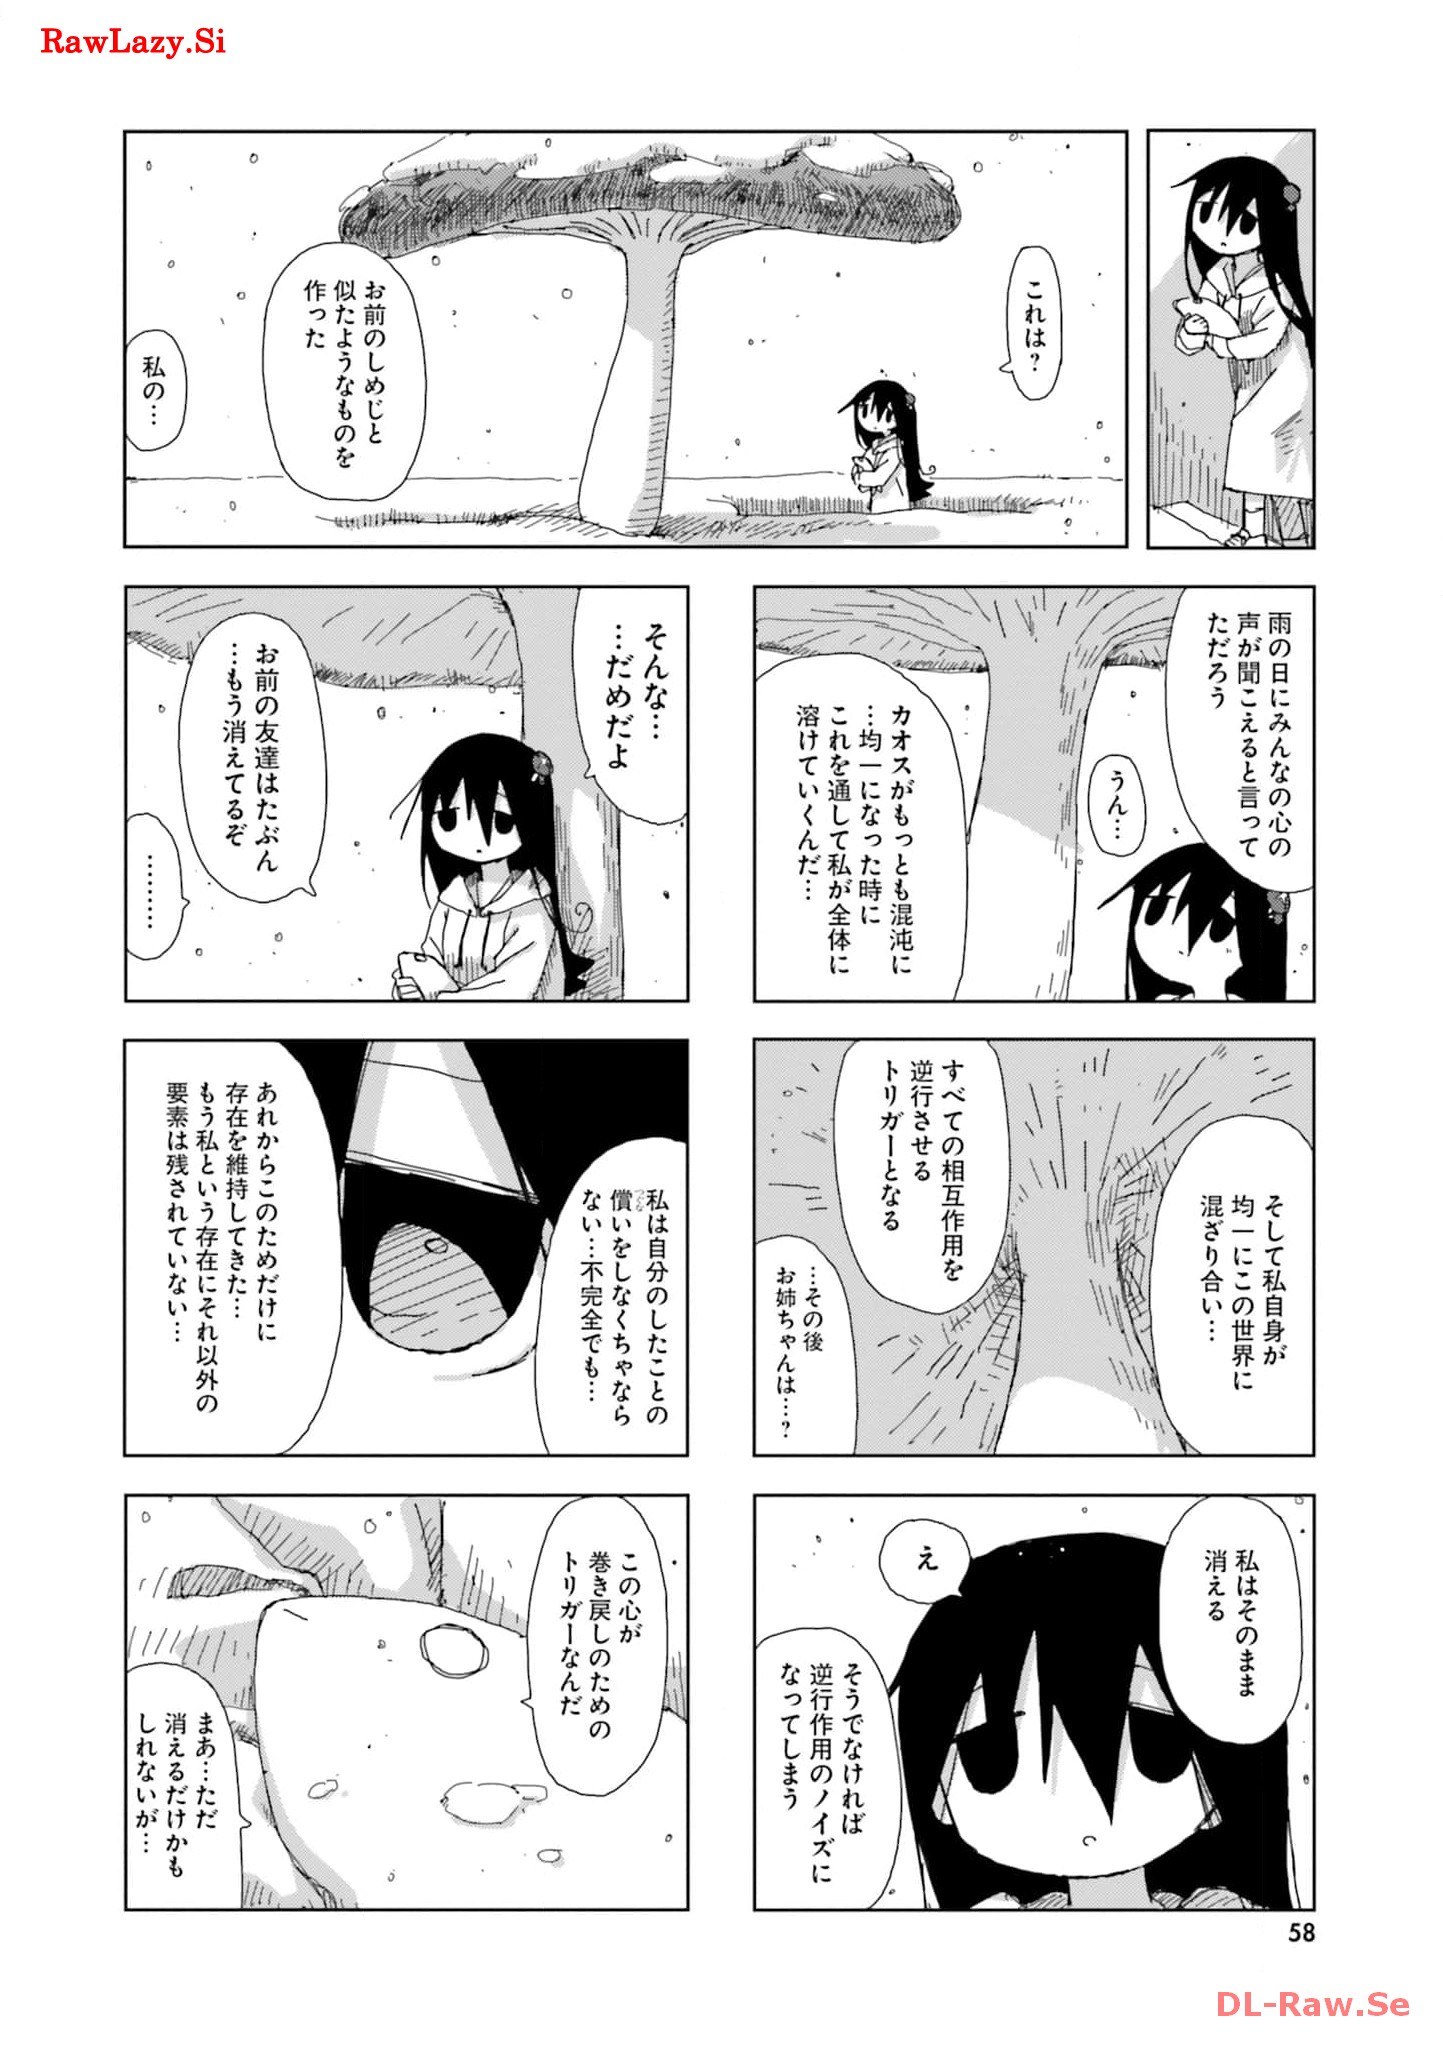 RawLazy.Si
これは?
お前のしめじと
似たようなものを
作った
私の…
雨の日にみんなの心の
声が聞こえると言って
ただろう
うん…
カオスがもっとも混沌に
…均一になった時に
これを通して私が全体に
溶けていくんだ…
そして私自身が
均一にこの世界に
混ざり合い…
すべての相互作用を
逆行させる
トリガーとなる
…その後
お姉ちゃんは…?
私はそのまま
消える
え
そうでなければ
逆行作用のノイズに
なってしまう
そんな…
…だめだよ
お前の友達はたぶん
…もう消えてるぞ
………
私は自分のしたことの
償いをしなくちゃなら
つぐな
ない…不完全でも…
あれからこのためだけに
存在を維持してきた…
もう私という存在にそれ以外の
要素は残されていない…
この心が
巻き戻しのための
トリガーなんだ
まあ…ただ
消えるだけかも
しれないが…
58
DL-Raw.Se